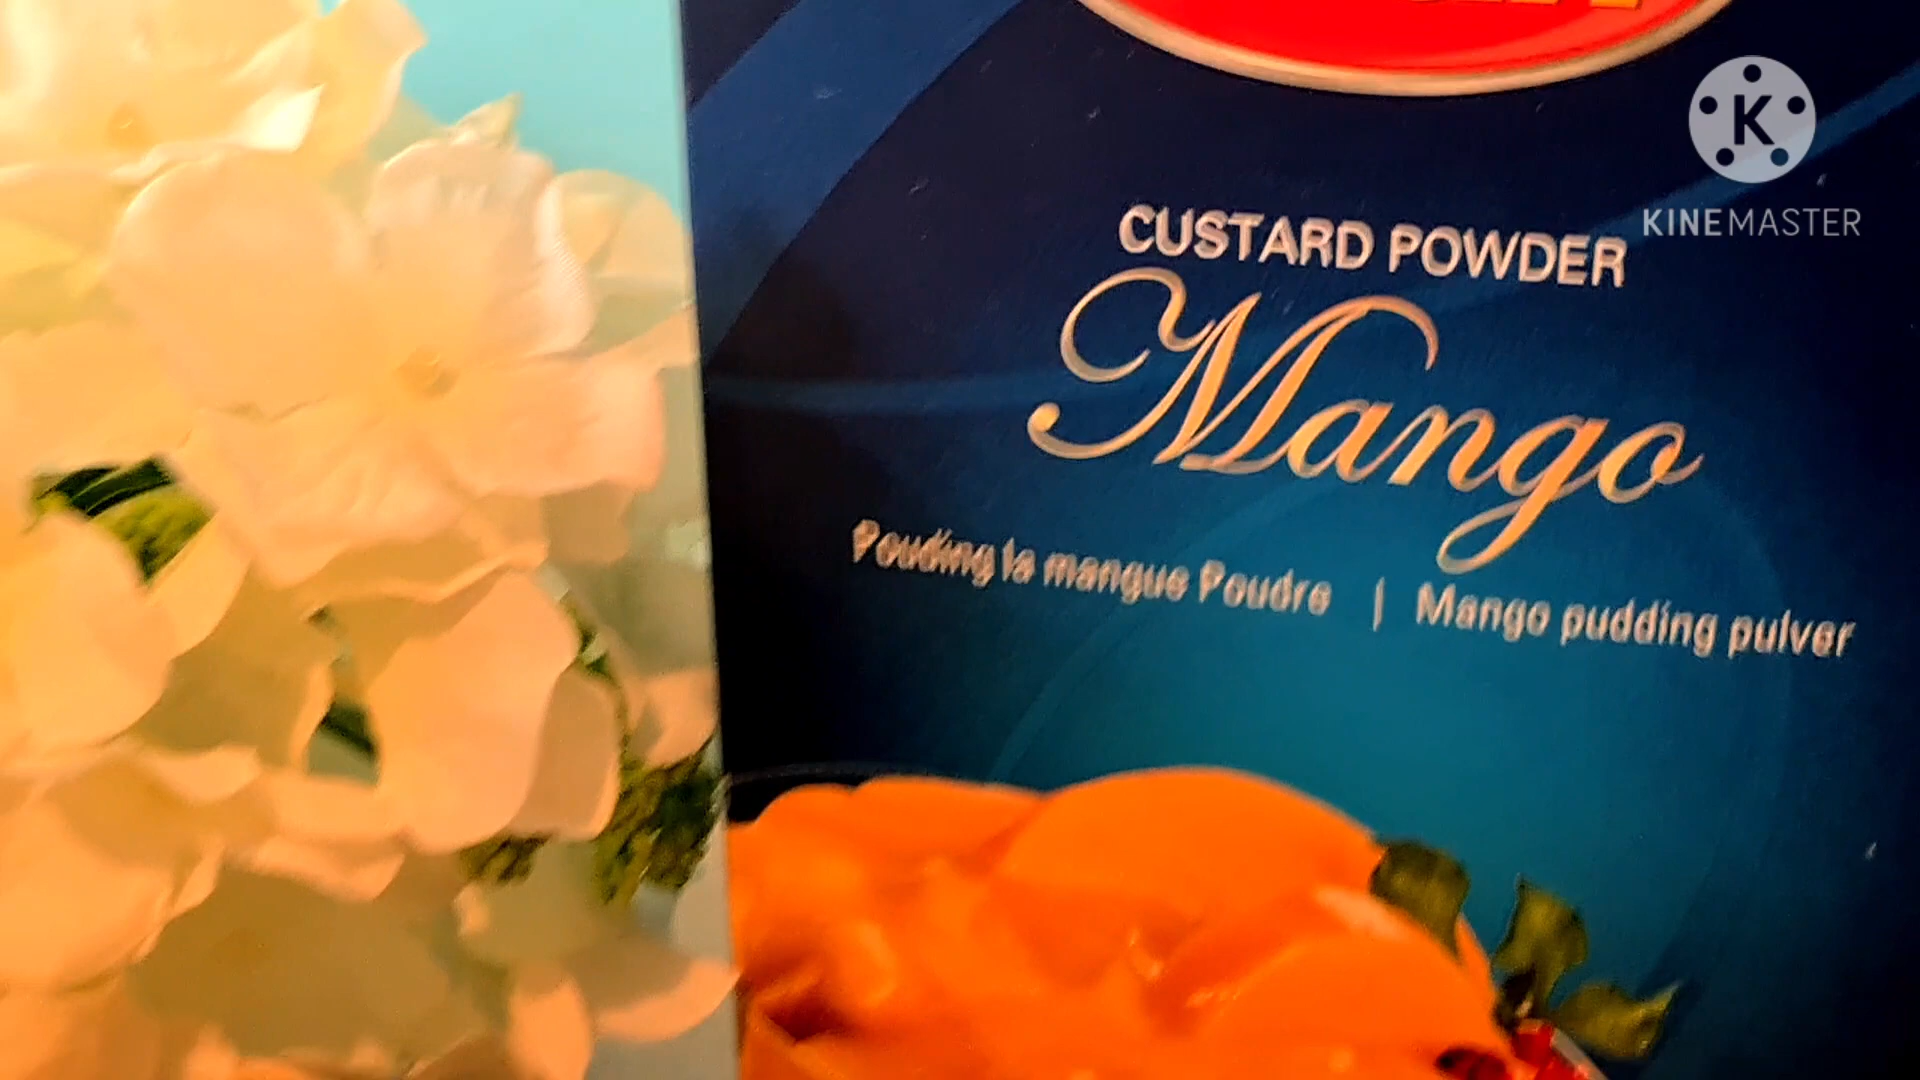 K
KINEMASTER
CUSTARD POWDER
Mango
Pouding la mangue Poudre | Mango pudding pulver